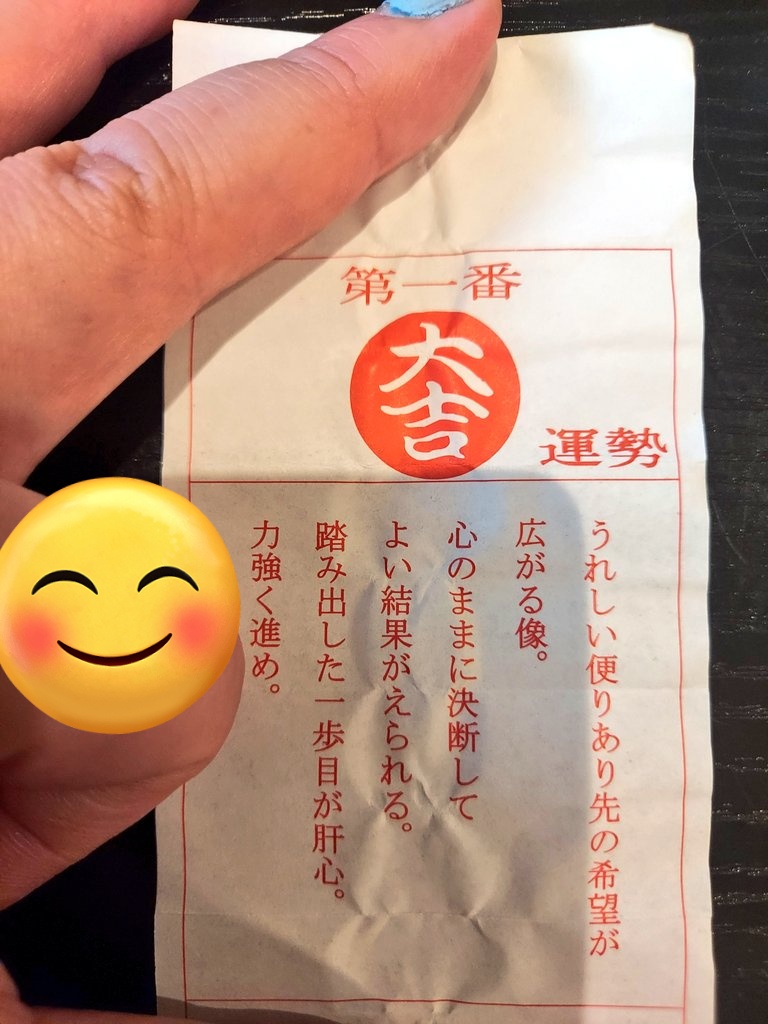 第一番
大吉
運勢
うれしい便りあり先の希望が
広がる像。
心のままに決断して
よい結果がえられる。
踏み出した一歩目が肝心。
力強く進め。